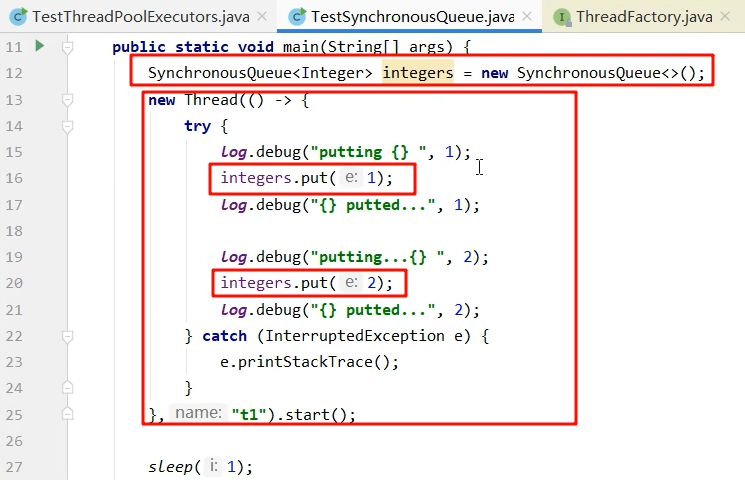 TestThreadPoolExecutors.java × TestSynchronousQueue.java × ThreadFactory.java ×
11 public static void main(String[] args) {
12 SynchronousQueue<Integer> integers = new SynchronousQueue<>();
13 new Thread(() -> {
14 try {
15 log.debug("putting {} ", 1);
16 integers.put( e: 1);
17 log.debug("{} putted...", 1);
18
19 log.debug("putting...{} ", 2);
20 integers.put( e: 2);
21 log.debug("{} putted...", 2);
22 } catch (InterruptedException e) {
23 e.printStackTrace();
24 }
25 }, name: "t1").start();
26
27 sleep( i: 1);